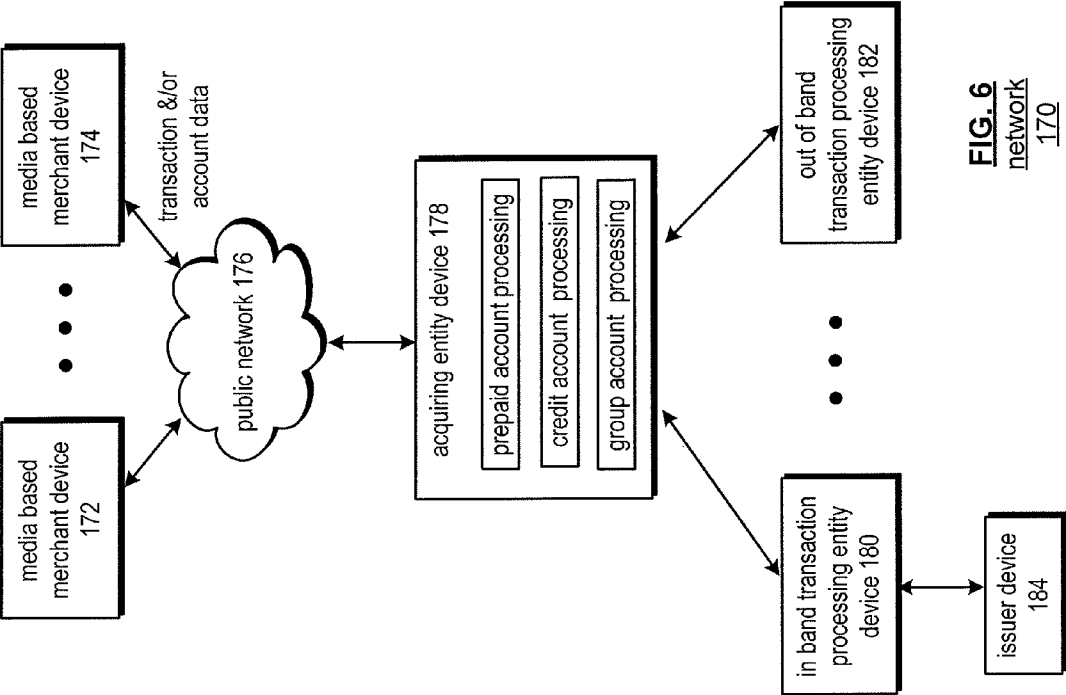 media based
merchant device
172
media based
merchant device
174
transaction &/or
account data
public network 176
acquiring entity device 178
prepaid account processing
credit account processing
group account processing
in band transaction
processing entity
device 180
out of band
transaction processing
entity device 182
issuer device
184
FIG. 6
network
170